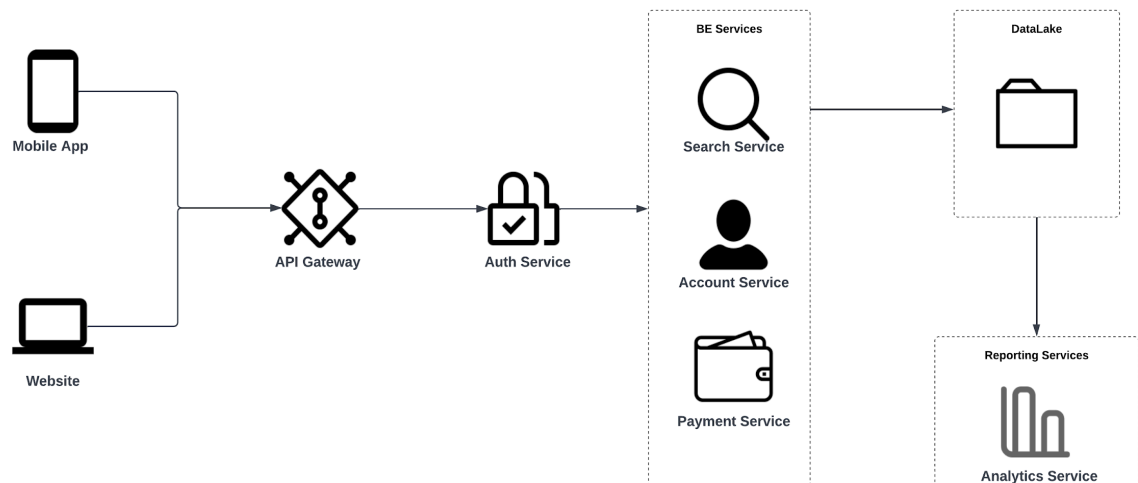 BE Services
DataLake
Mobile App
Search Service
API Gateway
Auth Service
Account Service
Website
Reporting Services
Payment Service
Analytics Service